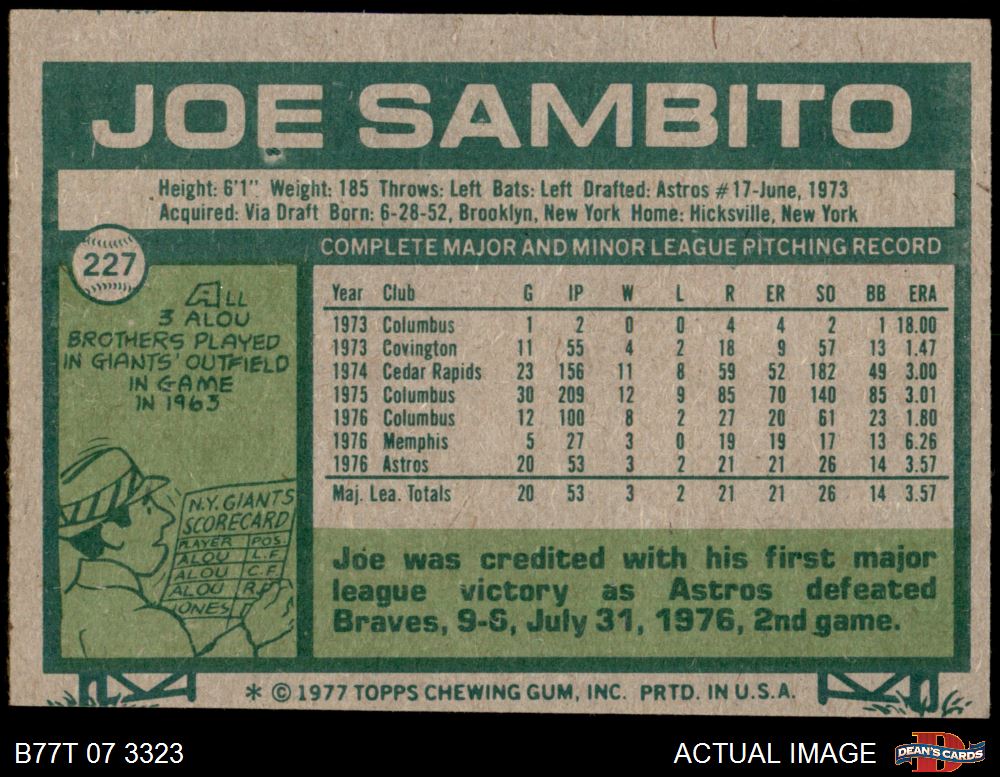 JOE SAMBITO
Height: 6'1" Weight: 185 Throws: Left Bats: Left Drafted: Astros #17-June, 1973
Acquired: Via Draft Born: 6-28-52, Brooklyn, New York Home: Hicksville, New York
227
COMPLETE MAJOR AND MINOR LEAGUE PITCHING RECORD
ALL
3 ALOU
BROTHERS PLAYED
IN GIANTS' OUTFIELD
IN GAME
IN 1963
N.Y. GIANTS
SCORECARD
PLAYER POS.
ALOU L.F.
ALOU C.F.
ALOU R.F.
JONES
Year Club G IP W L R ER SO BB ERA
1973 Columbus 1 2 0 0 4 4 2 1 18.00
1973 Covington 11 55 4 2 18 9 57 13 1.47
1974 Cedar Rapids 23 156 11 8 59 52 182 49 3.00
1975 Columbus 30 209 12 9 85 70 140 85 3.01
1976 Columbus 12 100 8 2 27 20 61 23 1.80
1976 Memphis 5 27 3 0 19 19 17 13 6.26
1976 Astros 20 53 3 2 21 21 26 14 3.57
Maj. Lea. Totals 20 53 3 2 21 21 26 14 3.57
Joe was credited with his first major
league victory as Astros defeated
Braves, 9-6, July 31, 1976, 2nd game.
* © 1977 TOPPS CHEWING GUM, INC. PRTD. IN U.S.A.
B77T 07 3323
ACTUAL IMAGE
DEAN'S CARDS